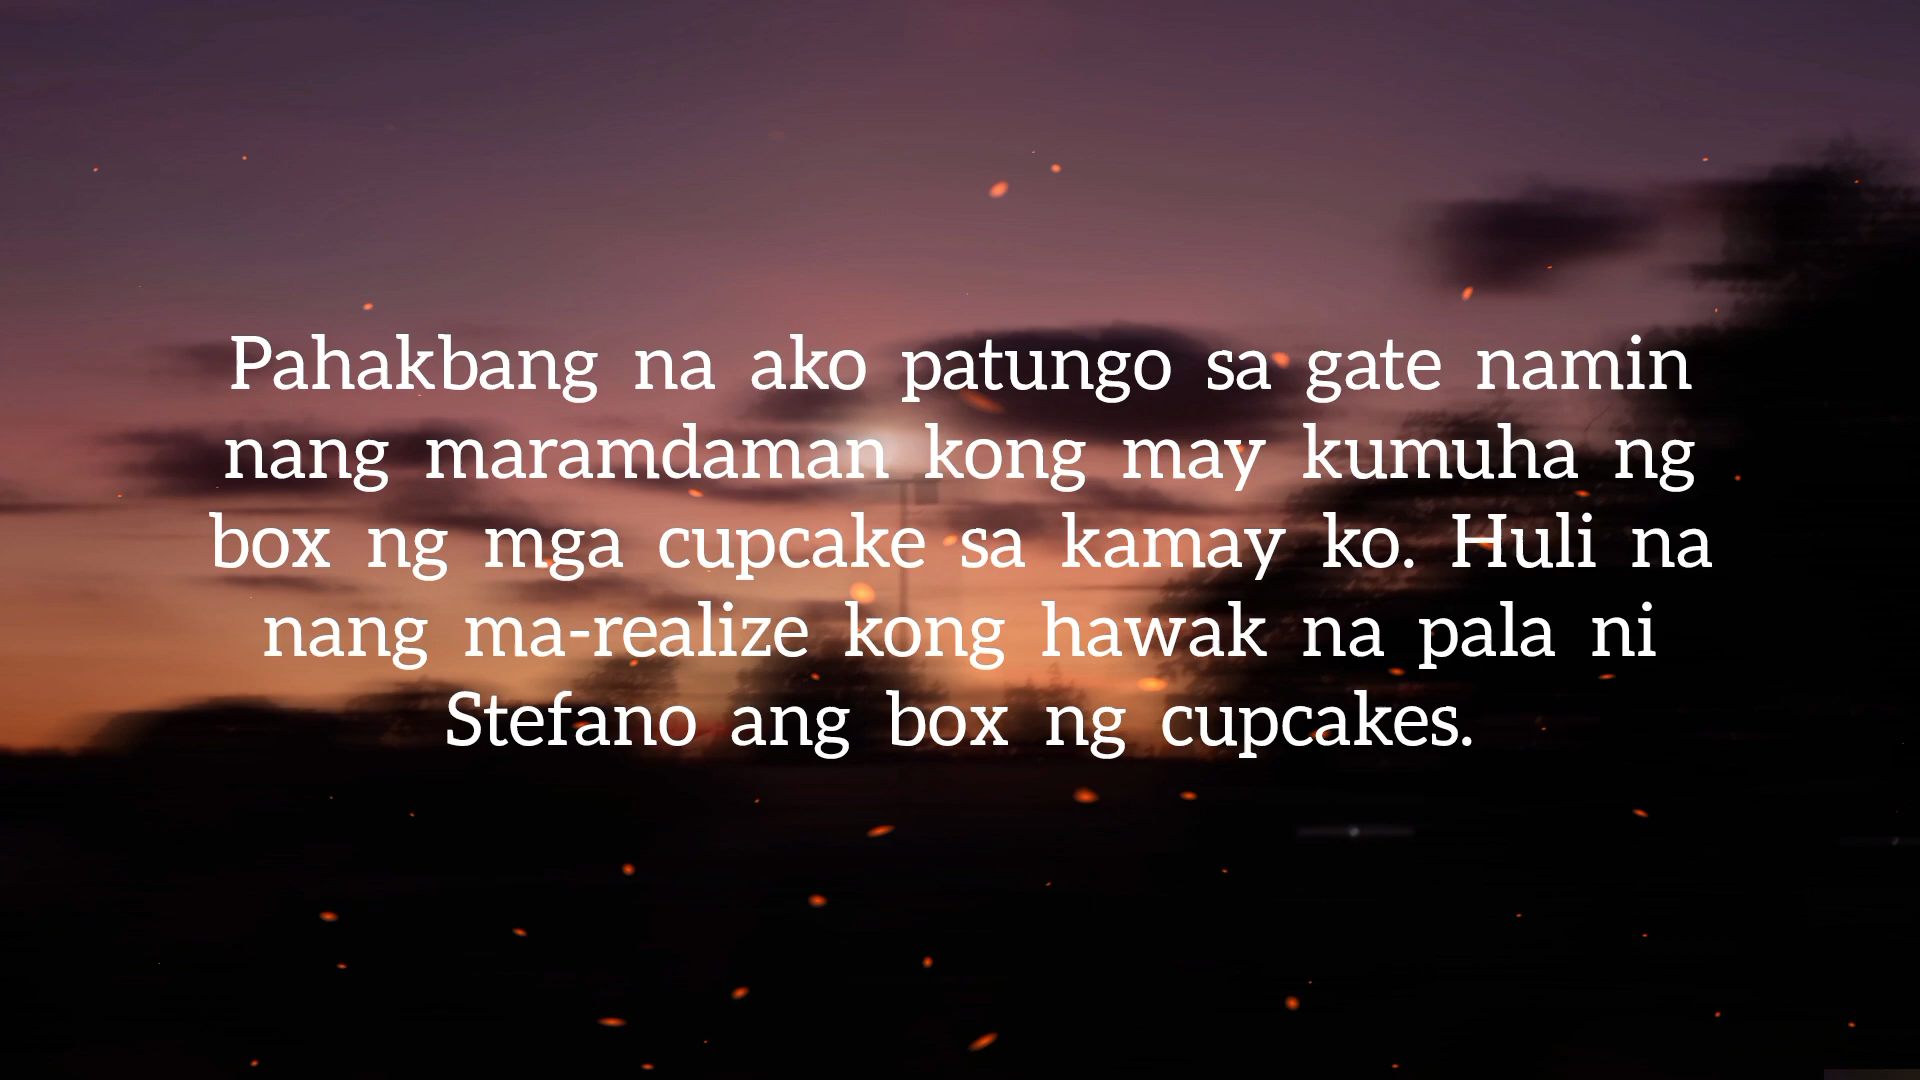 Pahakbang na ako patungo sa gate namin
nang maramdaman kong may kumuha ng
box ng mga cupcake sa kamay ko. Huli na
nang ma-realize kong hawak na pala ni
Stefano ang box ng cupcakes.